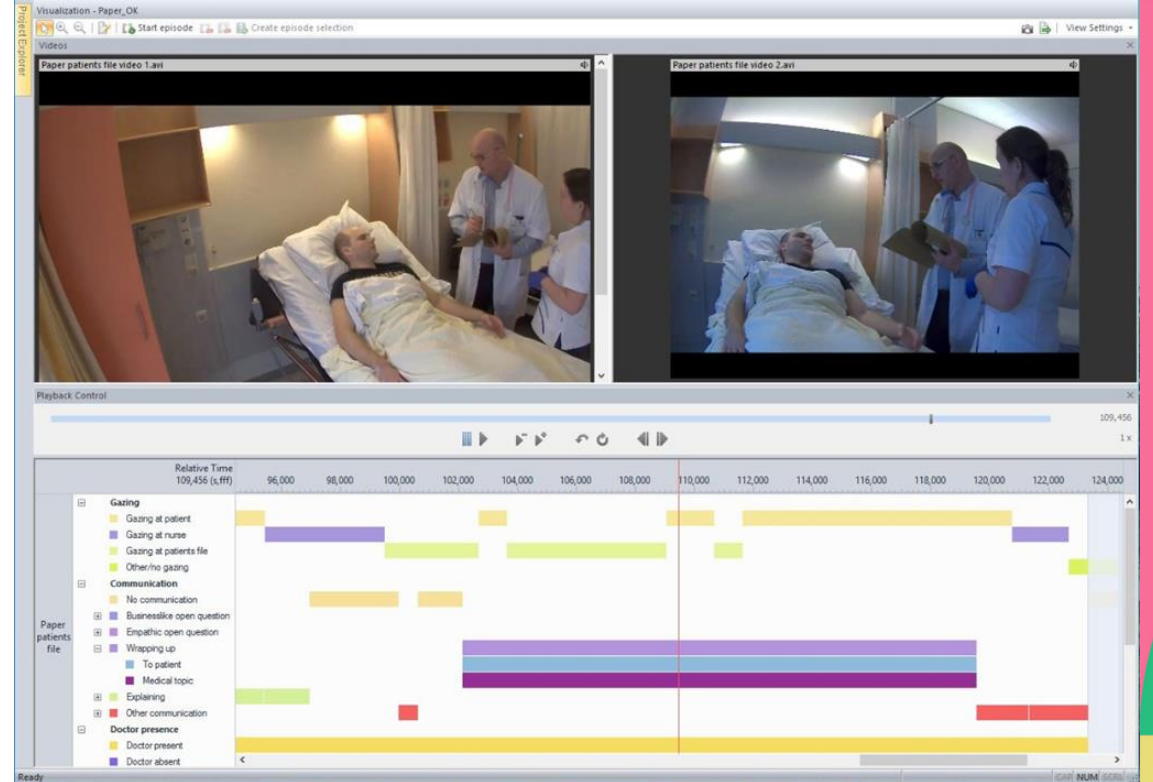 Project Explorer
Visualization - Paper_OK
Start episode Create episode selection View Settings
Videos
Paper patients file video 1.avi
Paper patients file video 2.avi
Playback Control
109,456
1 x
Relative Time
109,456 (s,fff)
96,000 98,000 100,000 102,000 104,000 106,000 108,000 110,000 112,000 114,000 116,000 118,000 120,000 122,000 124,000
Paper patients file
Gazing
Gazing at patient
Gazing at nurse
Gazing at patients file
Other/no gazing
Communication
No communication
Businesslike open question
Empathic open question
Wrapping up
To patient
Medical topic
Explaining
Other communication
Doctor presence
Doctor present
Doctor absent
Ready
CAP NUM SCRL